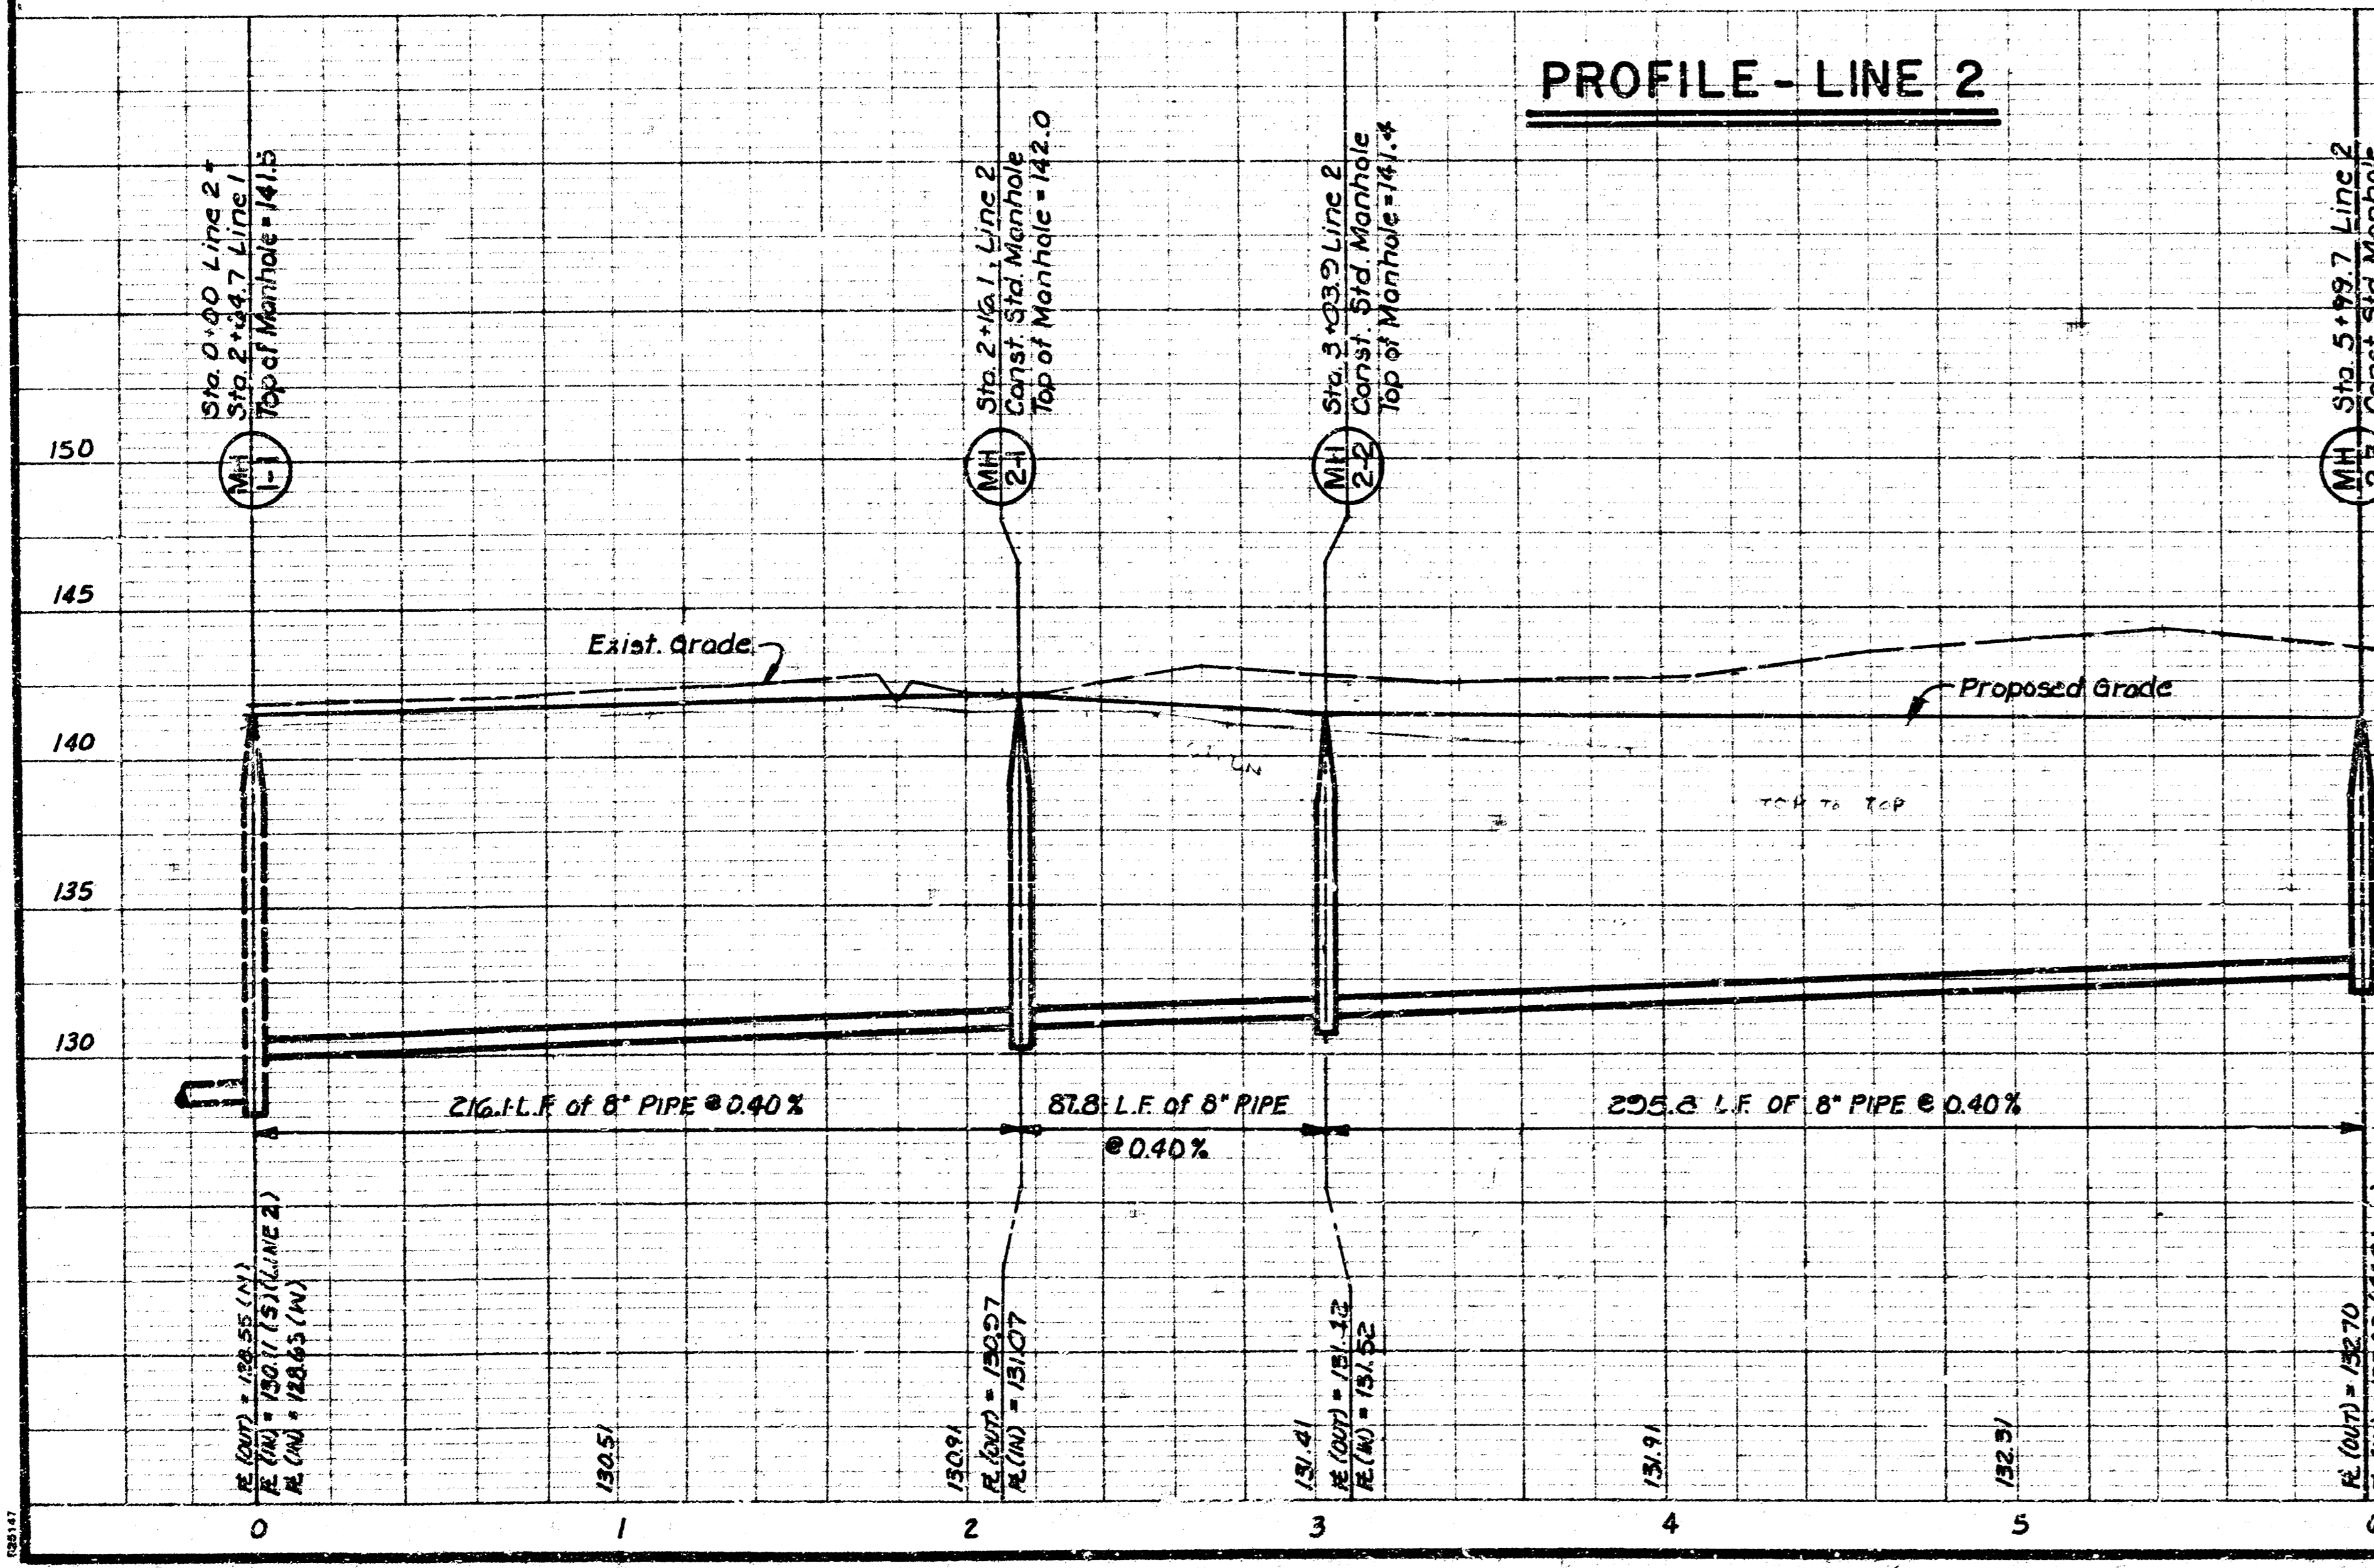 PROFILE - LINE 2
Sta. 0+00 Line 2 =
Sta. 2+64.7 Line 1
Top of Manhole = 141.5
MH
1-1
Sta. 2+16.1, Line 2
Const. Std. Manhole
Top of Manhole = 142.0
MH
2-1
Sta. 3+03.9 Line 2
Const. Std. Manhole
Top of Manhole = 141.4
MH
2-2
Sta. 5+99.7 Line 2
Const. Std. Manhole
MH
150
145
140
135
130
Exist. Grade
Proposed Grade
TOP TO TOP
216.1 L.F. of 8" PIPE @ 0.40%
87.8 L.F. of 8" PIPE
@ 0.40%
295.8 L.F. OF 8" PIPE @ 0.40%
FL (OUT) = 128.55 (N)
FL (IN) = 130.11 (S) (LINE 2)
FL (IN) = 128.65 (W)
130.51
130.91
FL (OUT) = 130.97
FL (IN) = 131.07
131.41
FL (OUT) = 131.42
FL (IN) = 131.52
131.91
132.31
FL (OUT) = 132.70
0
1
2
3
4
5